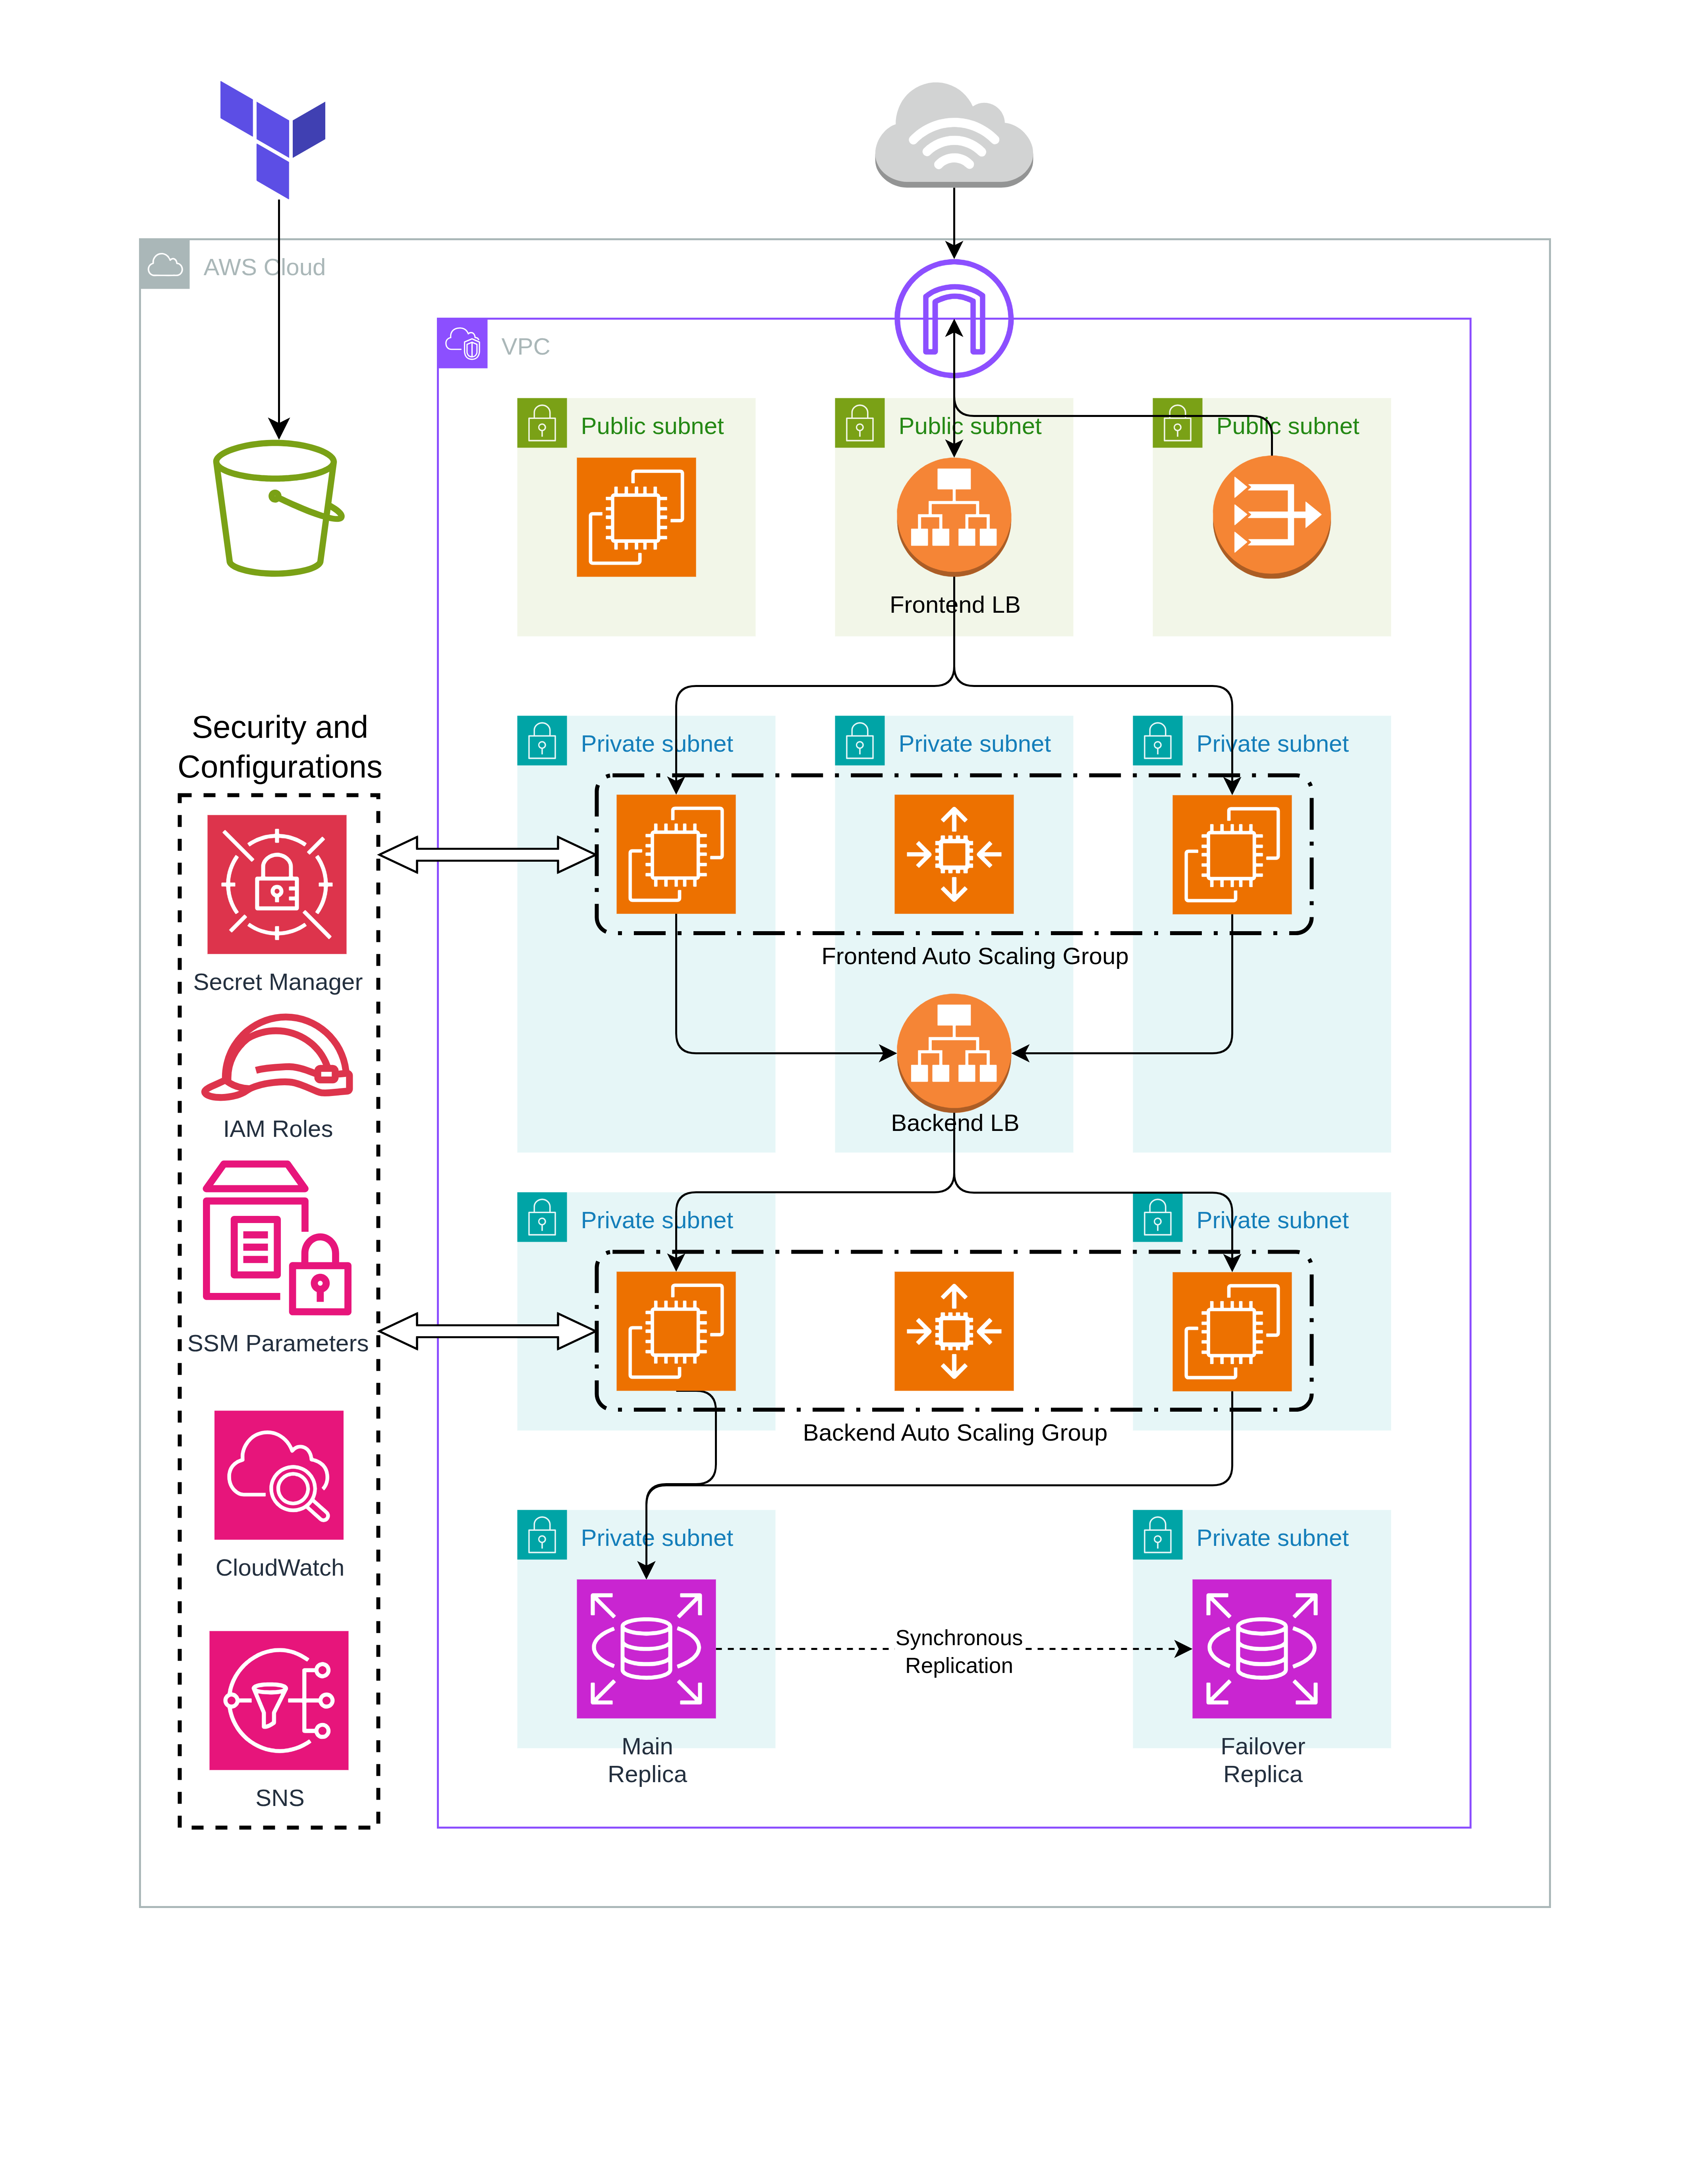 AWS Cloud
VPC
Public subnet
Public subnet
Public subnet
Frontend LB
Security and
Configurations
Private subnet
Private subnet
Private subnet
Frontend Auto Scaling Group
Secret Manager
Backend LB
IAM Roles
Private subnet
Private subnet
SSM Parameters
Backend Auto Scaling Group
Private subnet
Private subnet
CloudWatch
Synchronous
Replication
Main
Replica
Failover
Replica
SNS